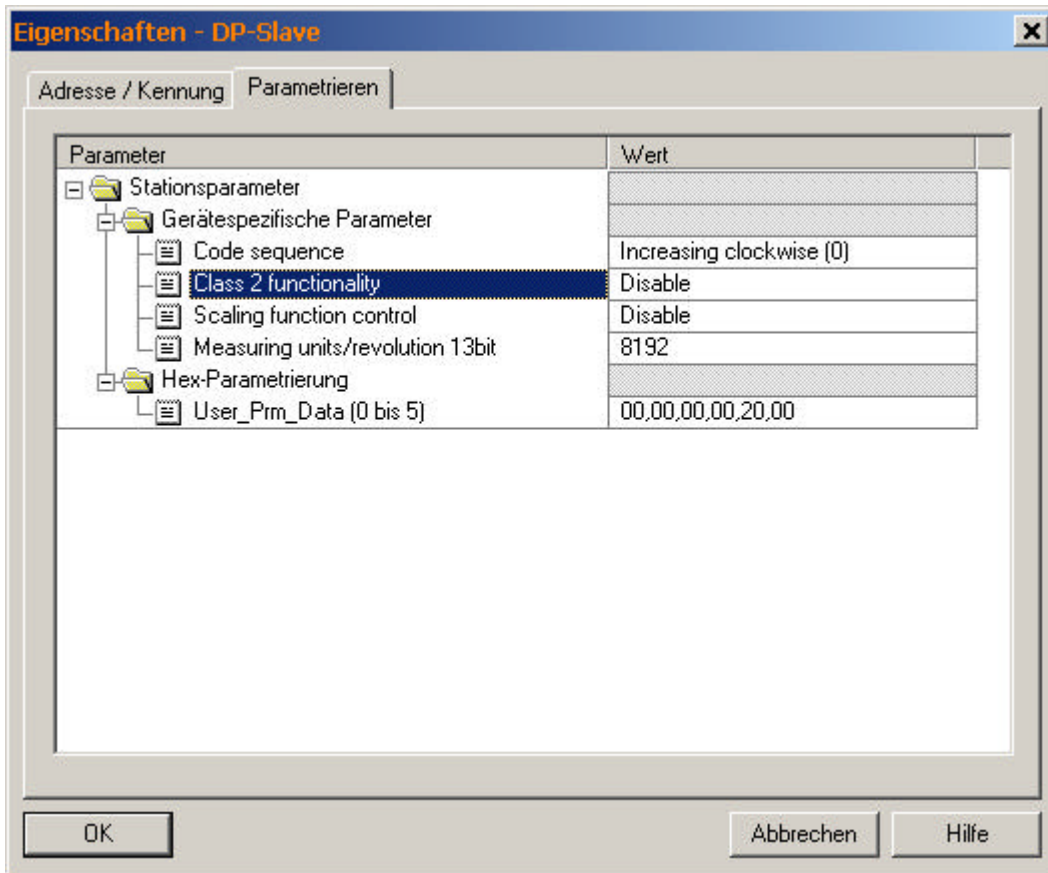 Eigenschaften - DP-Slave
Adresse / Kennung Parametrieren
Parameter Wert
Stationsparameter
Gerätespezifische Parameter
Code sequence Increasing clockwise (0)
Class 2 functionality Disable
Scaling function control Disable
Measuring units/revolution 13bit 8192
Hex-Parametrierung
User_Prm_Data (0 bis 5) 00,00,00,00,20,00
OK Abbrechen Hilfe